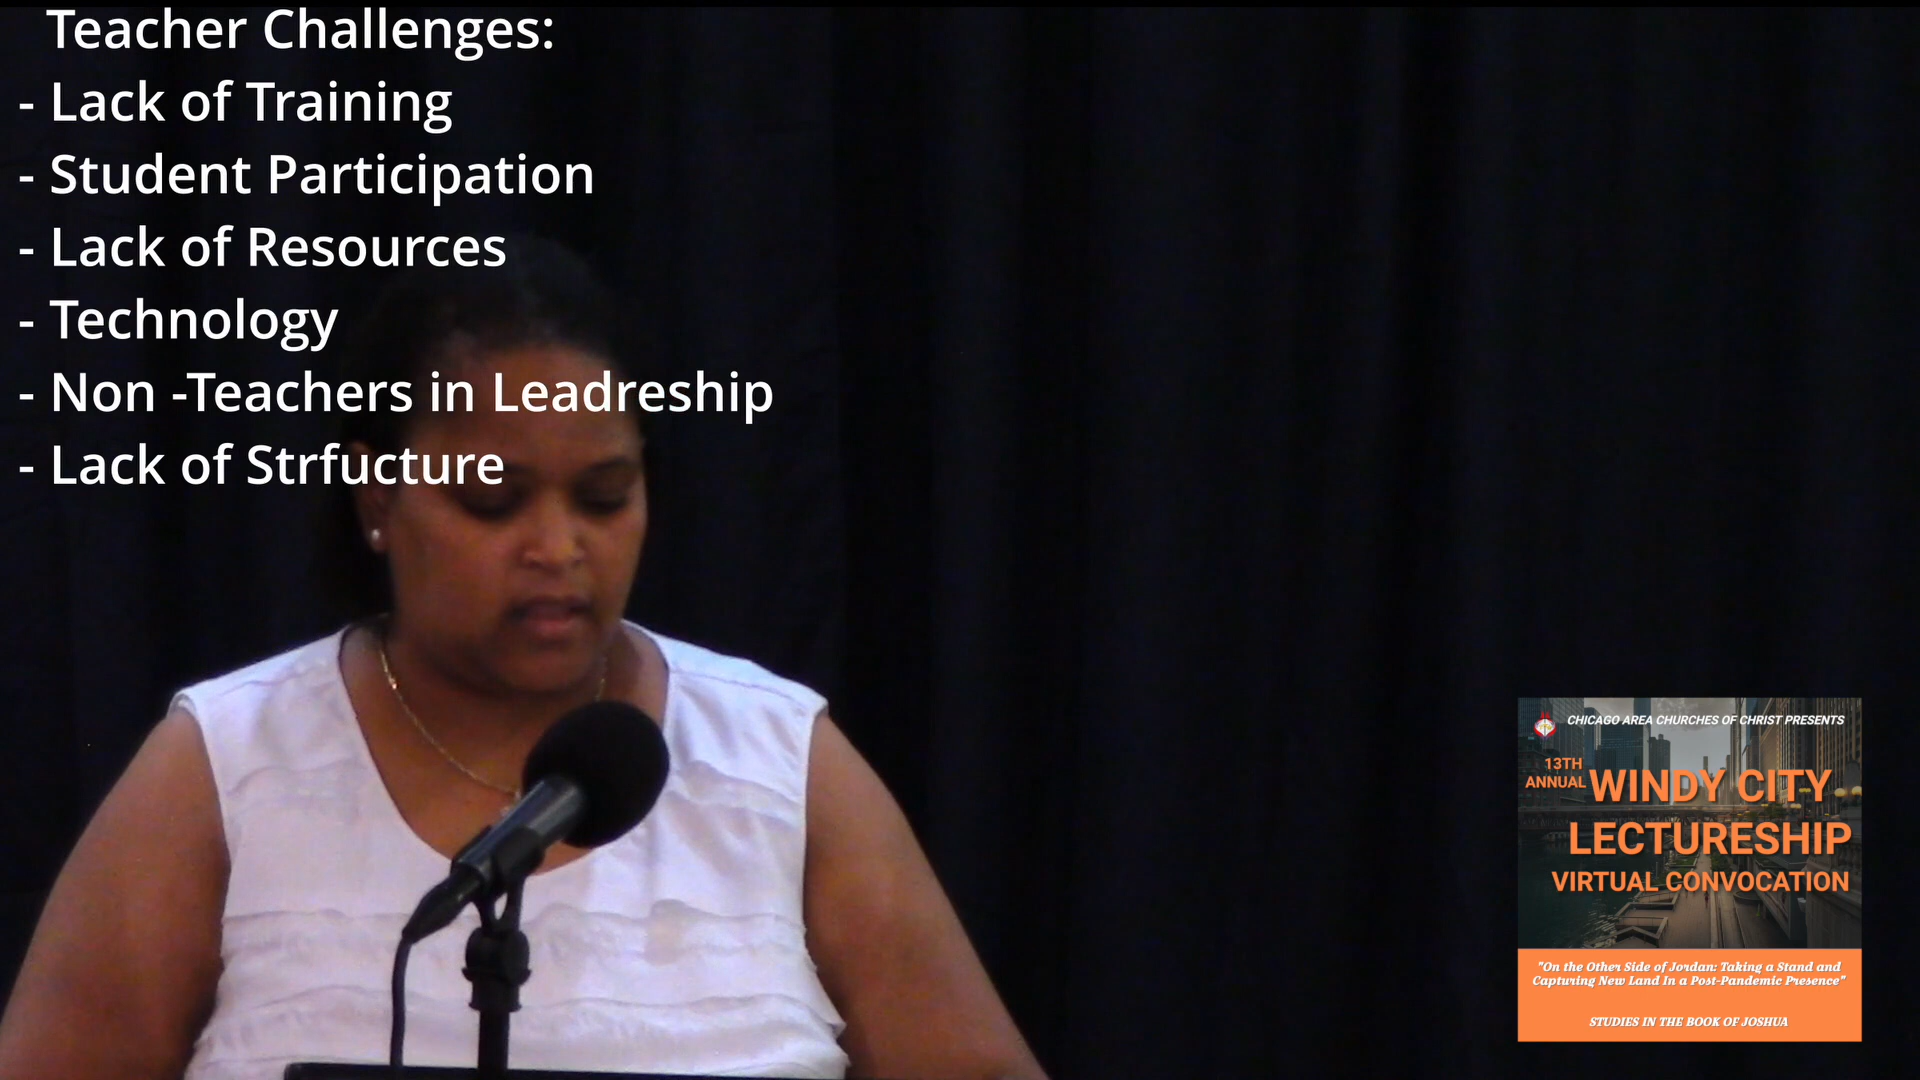 Teacher Challenges:
- Lack of Training
- Student Participation
- Lack of Resources
- Technology
- Non -Teachers in Leadreship
- Lack of Strfucture
CHICAGO AREA CHURCHES OF CHRIST PRESENTS
13TH
ANNUAL WINDY CITY
LECTURESHIP
VIRTUAL CONVOCATION
"On the Other Side of Jordan: Taking a Stand and
Capturing New Land In a Post-Pandemic Presence"
STUDIES IN THE BOOK OF JOSHUA